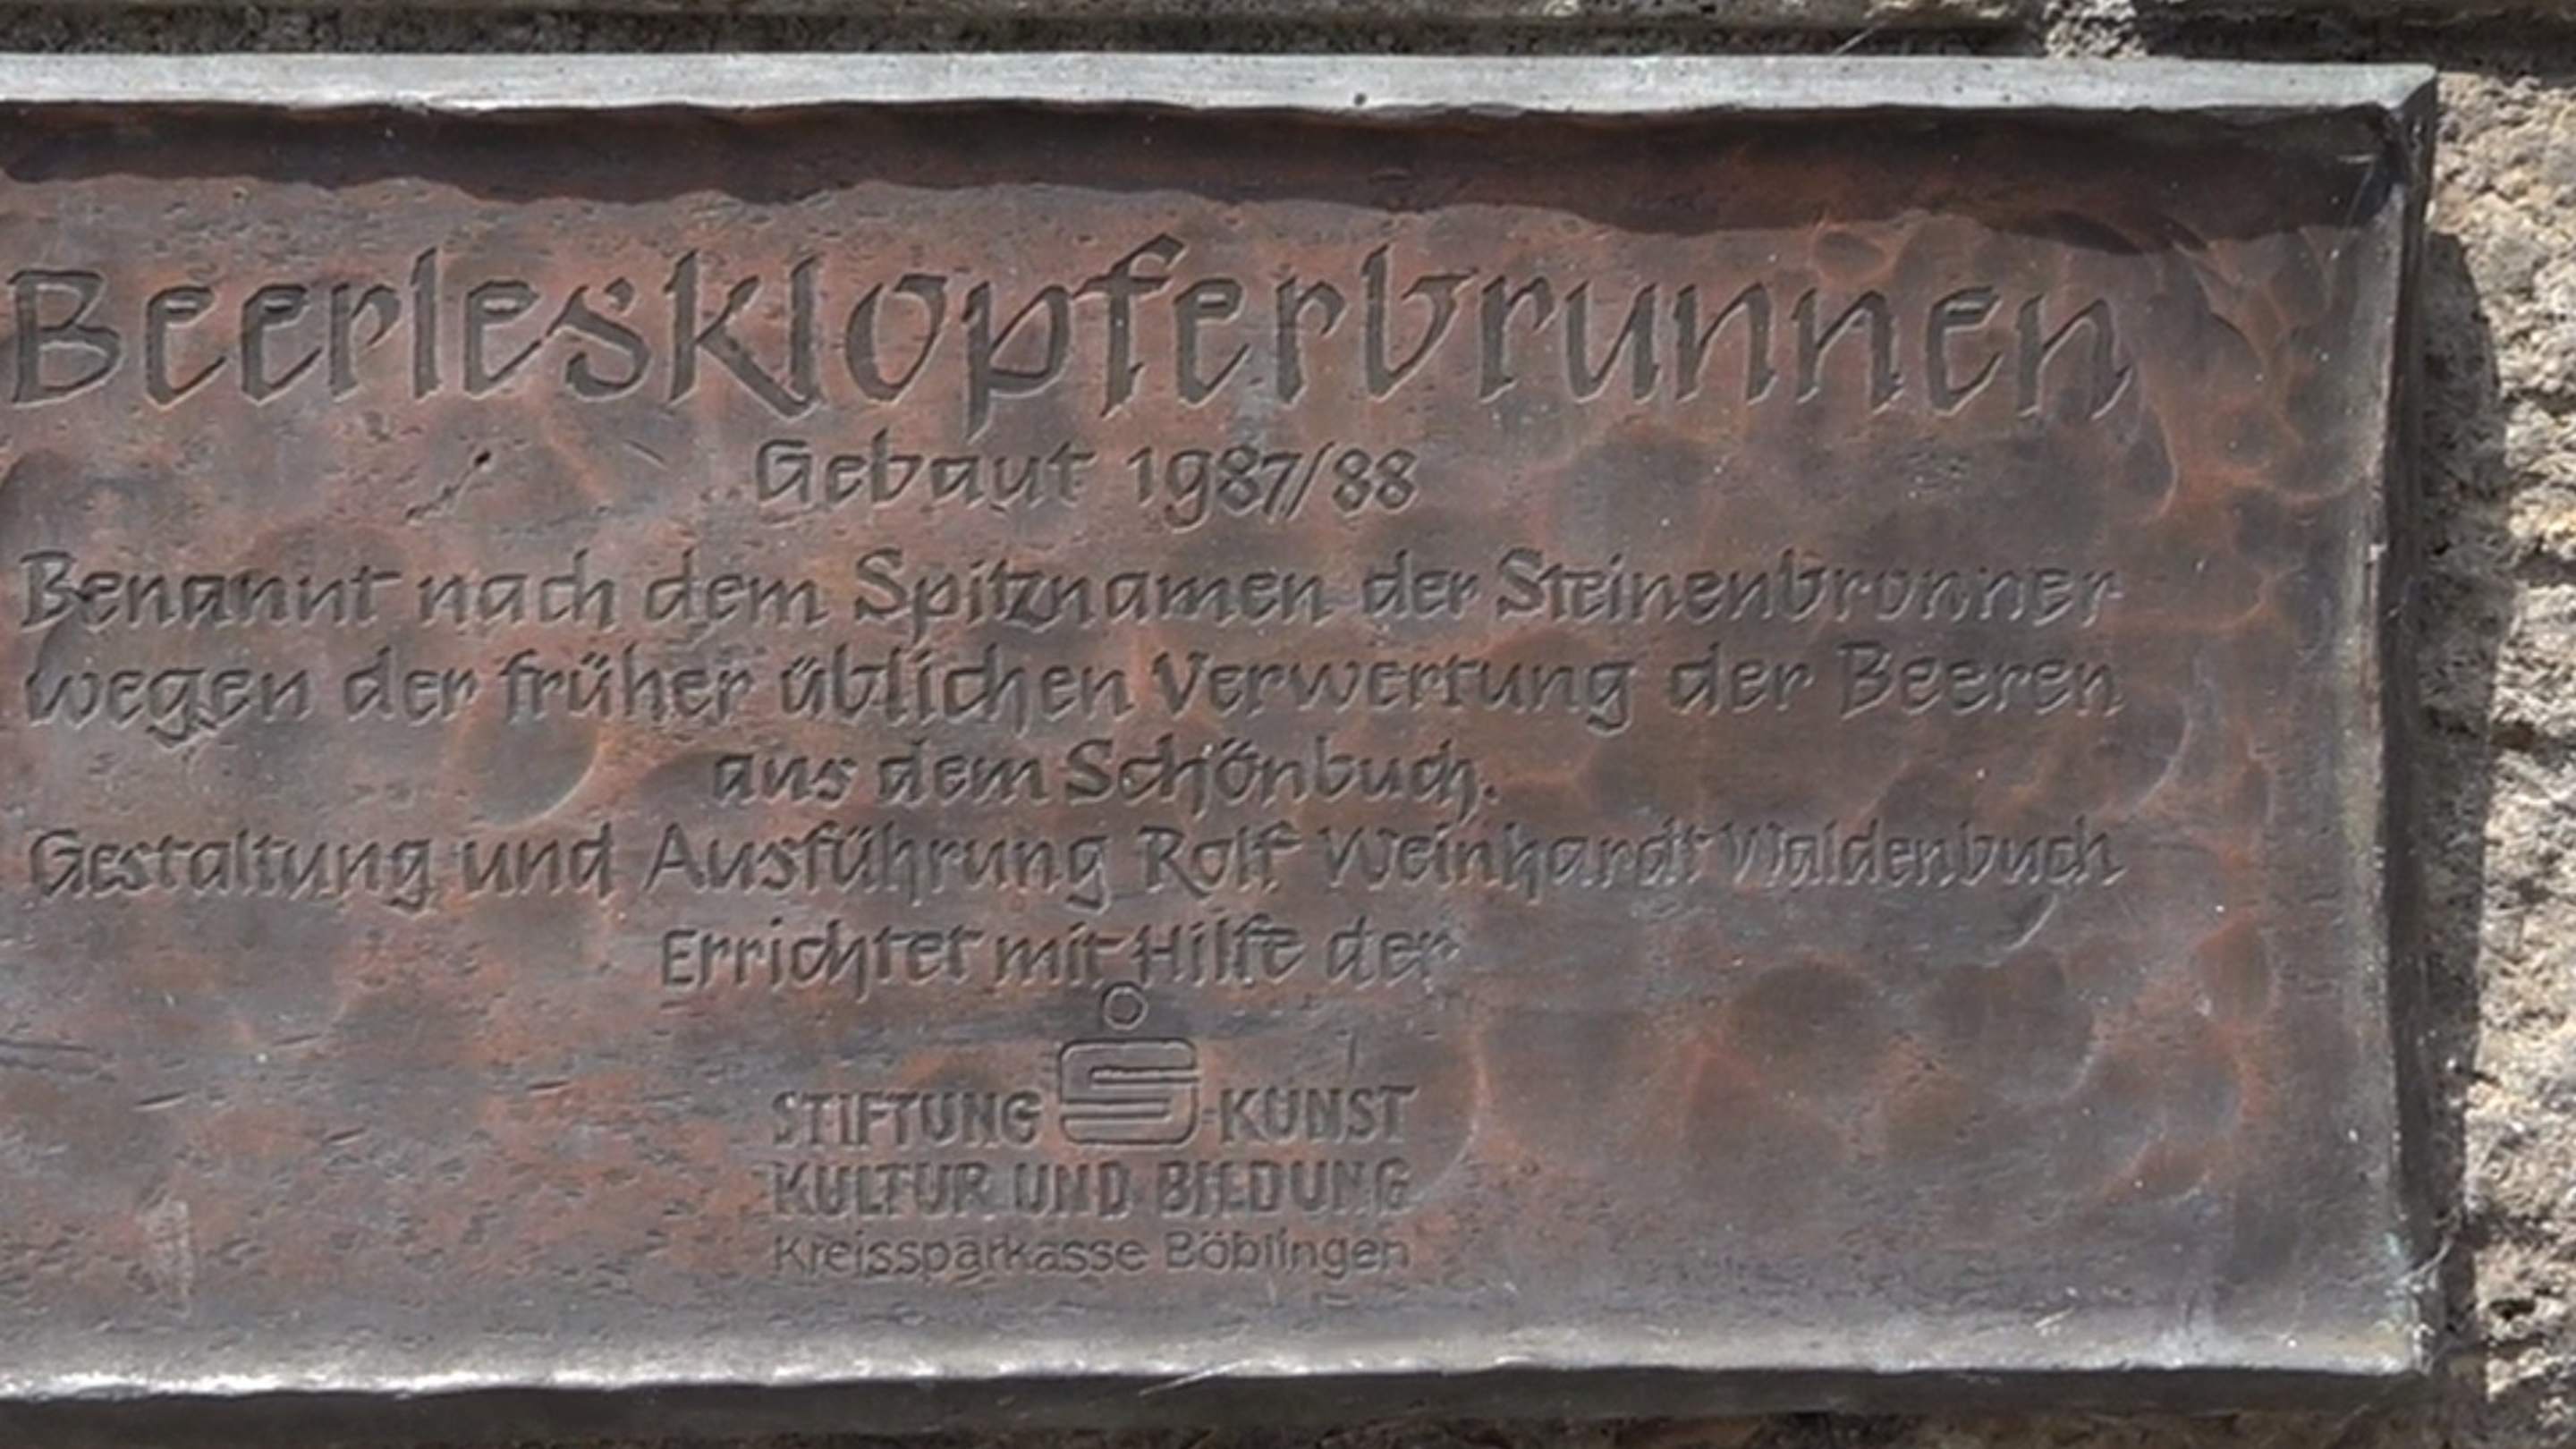 Beerlesklopferbrunnen
Gebaut 1987/88
Benannt nach dem Spitznamen der Steinenbronner
wegen der früher üblichen Verwertung der Beeren
aus dem Schönbuch.
Gestaltung und Ausführung Rolf Weinhardt Waldenbuch
Errichtet mit Hilfe der
STIFTUNG KUNST
KULTUR UND BILDUNG
Kreissparkasse Böblingen